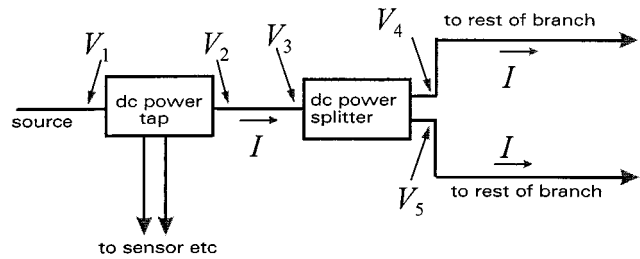 to rest of branch
V4
V3
V2
V1
I
dc power
tap
dc power
splitter
source
I
I
V5
to rest of branch
to sensor etc